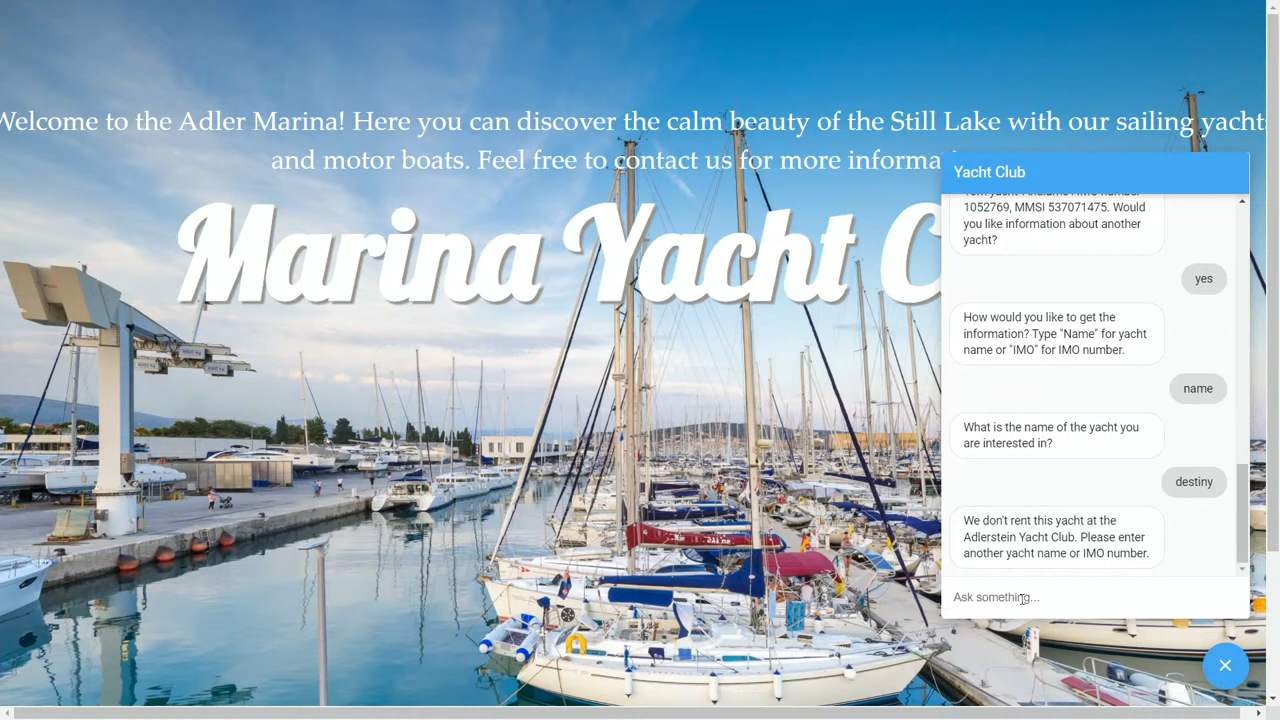 Welcome to the Adler Marina! Here you can discover the calm beauty of the Still Lake with our sailing yachts
and motor boats. Feel free to contact us for more
Marina Yacht
Yacht Club
1052769, MMSI 537071475. Would
you like information about another
yacht?
yes
How would you like to get the
information? Type "Name" for yacht
name or "IMO" for IMO number.
name
What is the name of the yacht you
are interested in?
destiny
We don't rent this yacht at the
Adlerstein Yacht Club. Please enter
another yacht name or IMO number.
Ask something...